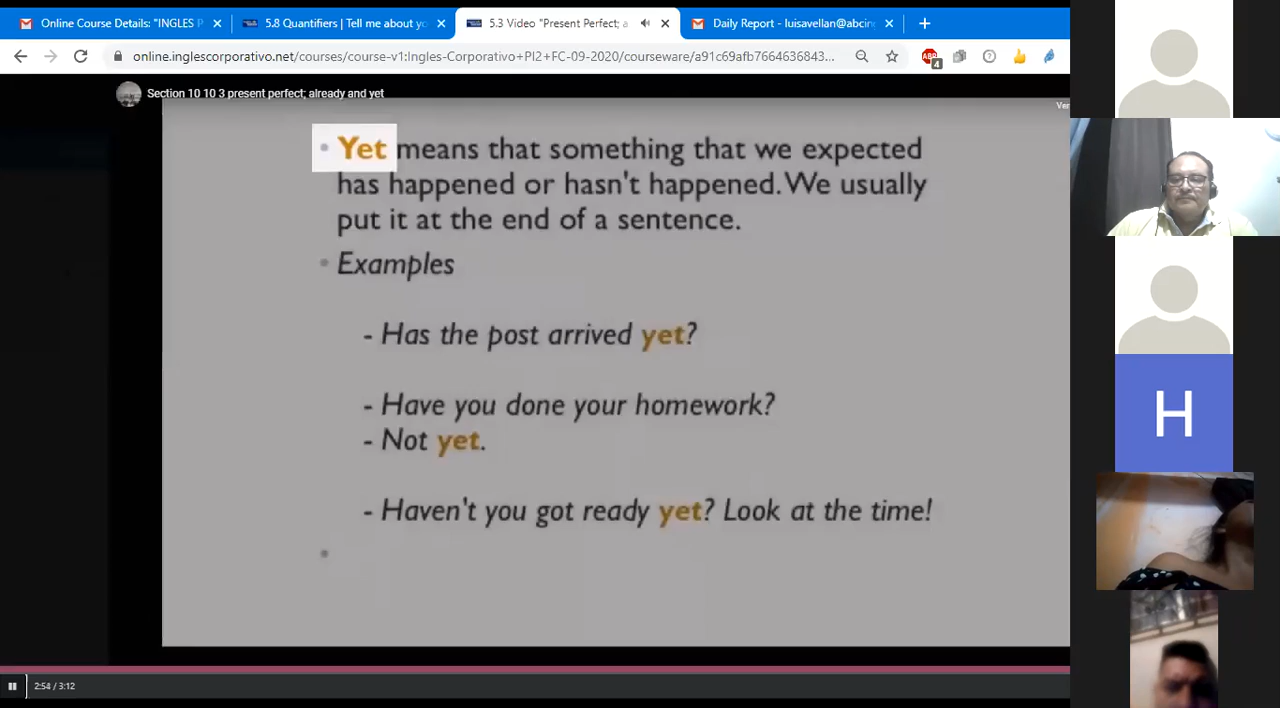 Online Course Details: "INGLES P
5.8 Quantifiers | Tell me about yo
5.3 Video "Present Perfect; a
Daily Report - luisavellan@abcing
online.inglescorporativo.net/courses/course-v1:Ingles-Corporativo+PI2+FC-09-2020/courseware/a91c69afb7664636843...
ABP
4
Section 10 10 3 present perfect; already and yet
Ver
Yet means that something that we expected
has happened or hasn't happened. We usually
put it at the end of a sentence.
Examples
- Has the post arrived yet?
- Have you done your homework?
- Not yet.
- Haven't you got ready yet? Look at the time!
2:54 / 3:12
H